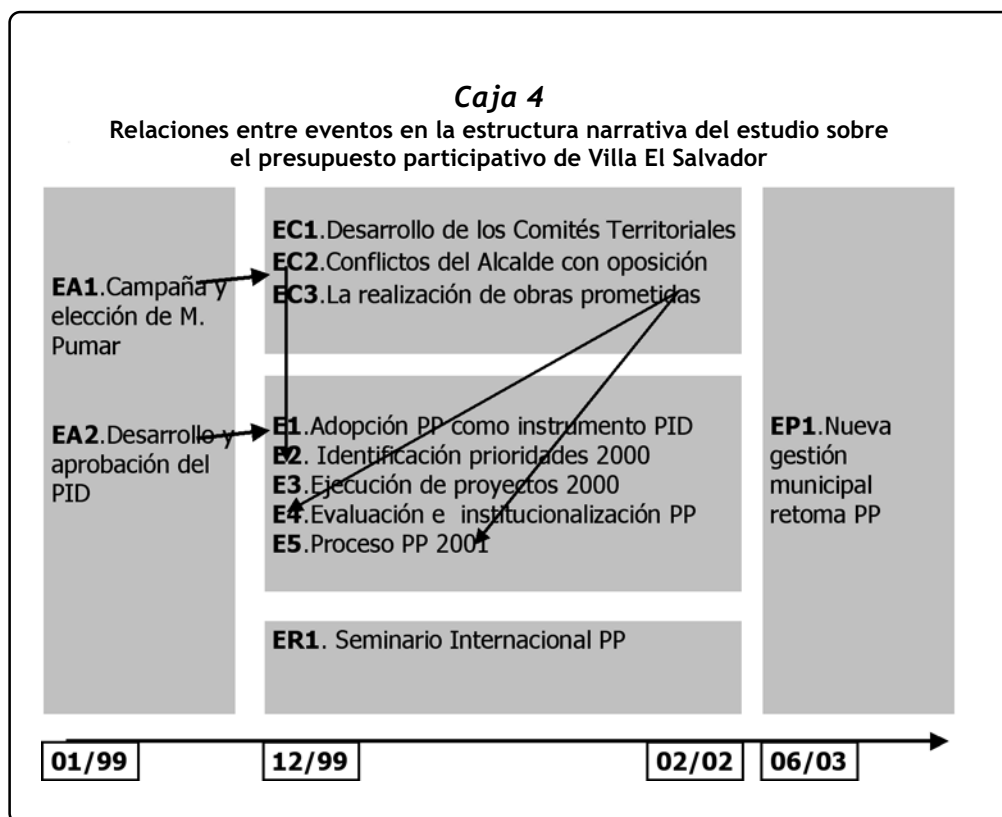 Caja 4
Relaciones entre eventos en la estructura narrativa del estudio sobre
el presupuesto participativo de Villa El Salvador
EA1.Campaña y
elección de M.
Pumar
EA2.Desarrollo y
aprobación del
PID
EC1.Desarrollo de los Comités Territoriales
EC2.Conflictos del Alcalde con oposición
EC3.La realización de obras prometidas
E1.Adopción PP como instrumento PID
E2. Identificación prioridades 2000
E3.Ejecución de proyectos 2000
E4.Evaluación e institucionalización PP
E5.Proceso PP 2001
ER1. Seminario Internacional PP
EP1.Nueva
gestión
municipal
retoma PP
01/99
12/99
02/02
06/03